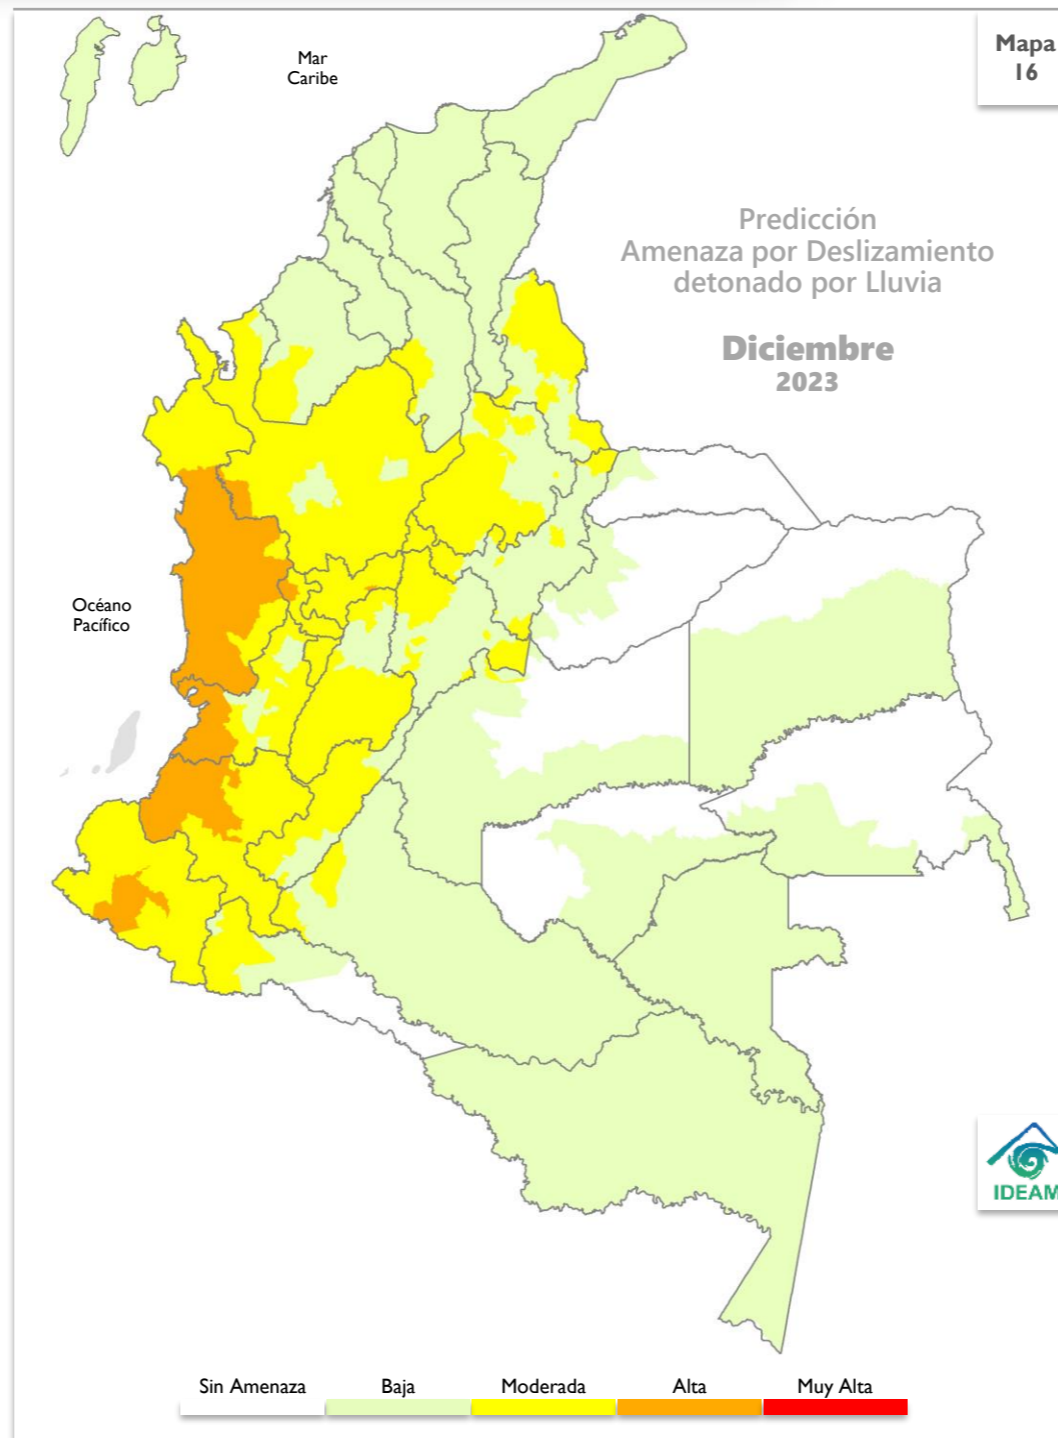 Mapa
16
Mar
Caribe
Predicción
Amenaza por Deslizamiento
detonado por Lluvia
Diciembre
2023
Océano
Pacífico
IDEAM
Sin Amenaza Baja Moderada Alta Muy Alta